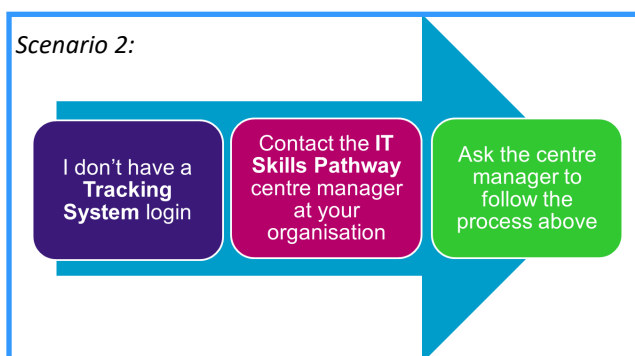 Scenario 2:
I don't have a
Tracking
System login
Contact the IT
Skills Pathway
centre manager
at your
organisation
Ask the centre
manager to
follow the
process above